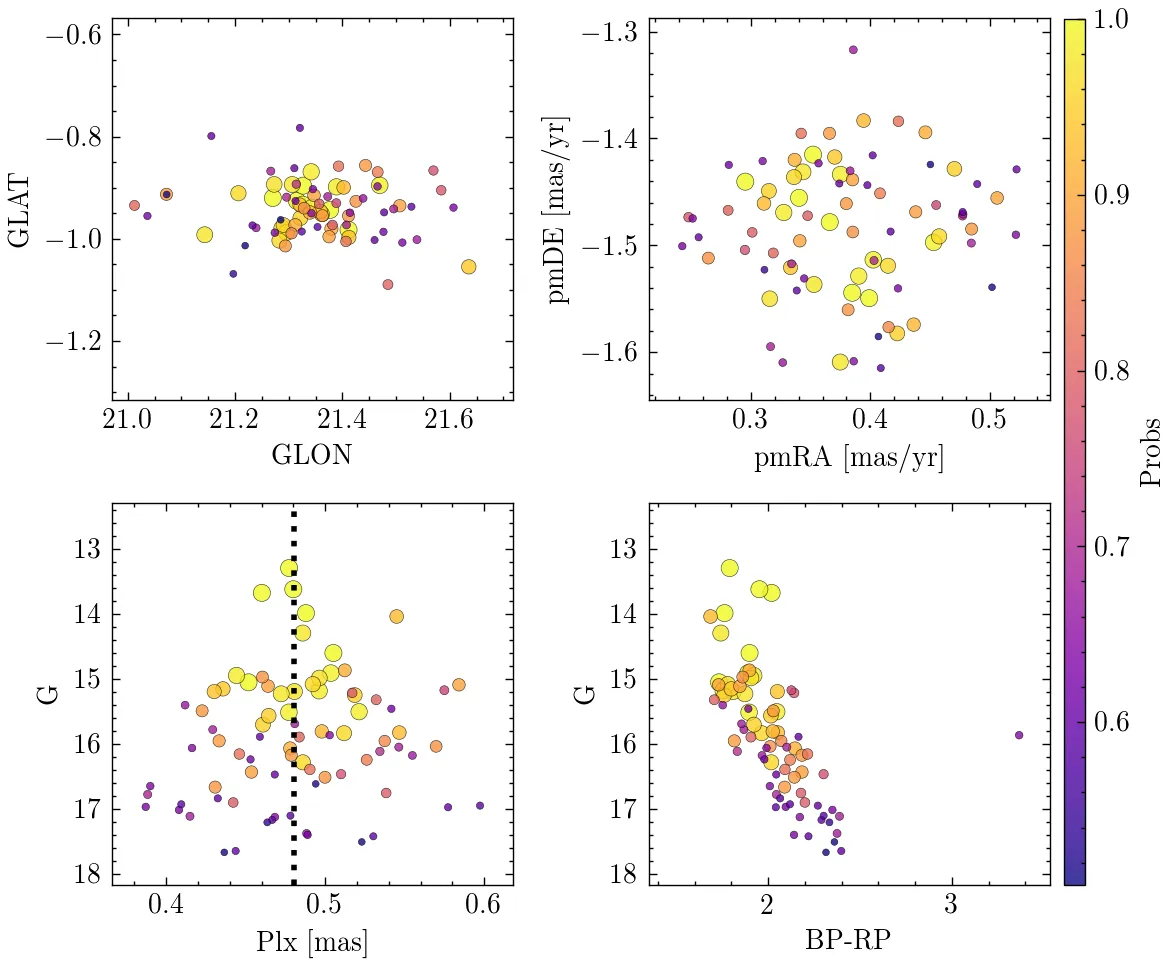 −0.6
−0.8
−1.0
−1.2
GLAT
21.0 21.2 21.4 21.6
GLON
−1.3
−1.4
−1.5
−1.6
pmDE [mas/yr]
0.3 0.4 0.5
pmRA [mas/yr]
13
14
15
16
17
18
G
0.4 0.5 0.6
Plx [mas]
13
14
15
16
17
18
G
2 3
BP-RP
1.0
0.9
0.8
0.7
0.6
Probs